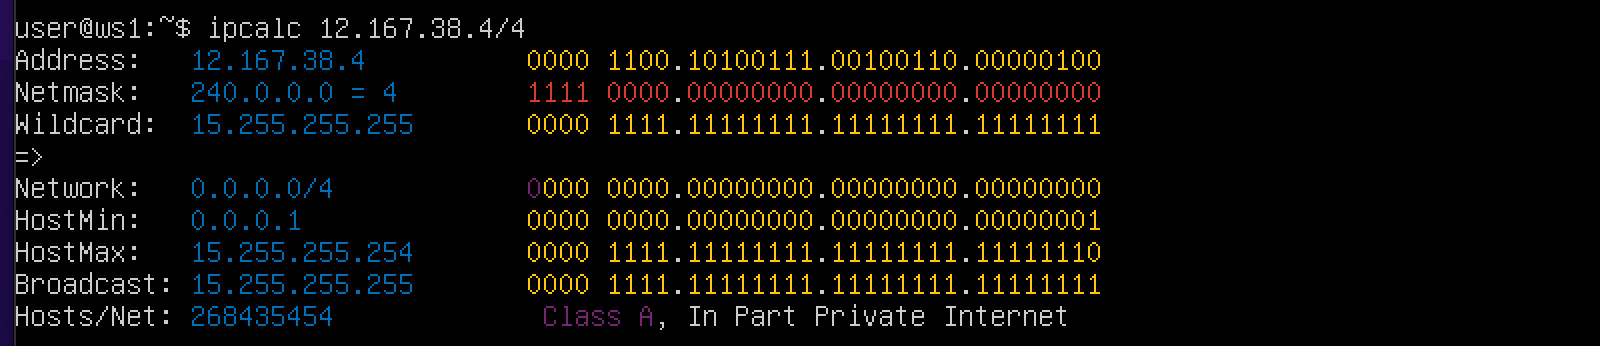 user@ws1:~$ ipcalc 12.167.38.4/4
Address:   12.167.38.4          0000 1100.10100111.00100110.00000100
Netmask:   240.0.0.0 = 4        1111 0000.00000000.00000000.00000000
Wildcard:  15.255.255.255       0000 1111.11111111.11111111.11111111
=>
Network:   0.0.0.0/4            0000 0000.00000000.00000000.00000000
HostMin:   0.0.0.1              0000 0000.00000000.00000000.00000001
HostMax:   15.255.255.254       0000 1111.11111111.11111111.11111110
Broadcast: 15.255.255.255       0000 1111.11111111.11111111.11111111
Hosts/Net: 268435454             Class A, In Part Private Internet